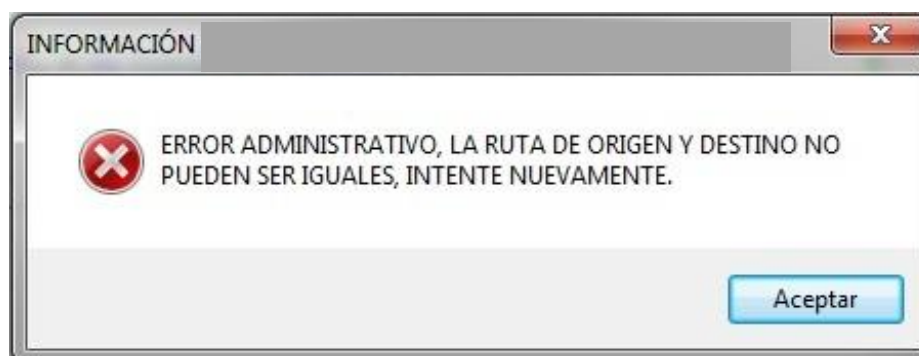 INFORMACIÓN
ERROR ADMINISTRATIVO, LA RUTA DE ORIGEN Y DESTINO NO
PUEDEN SER IGUALES, INTENTE NUEVAMENTE.
Aceptar